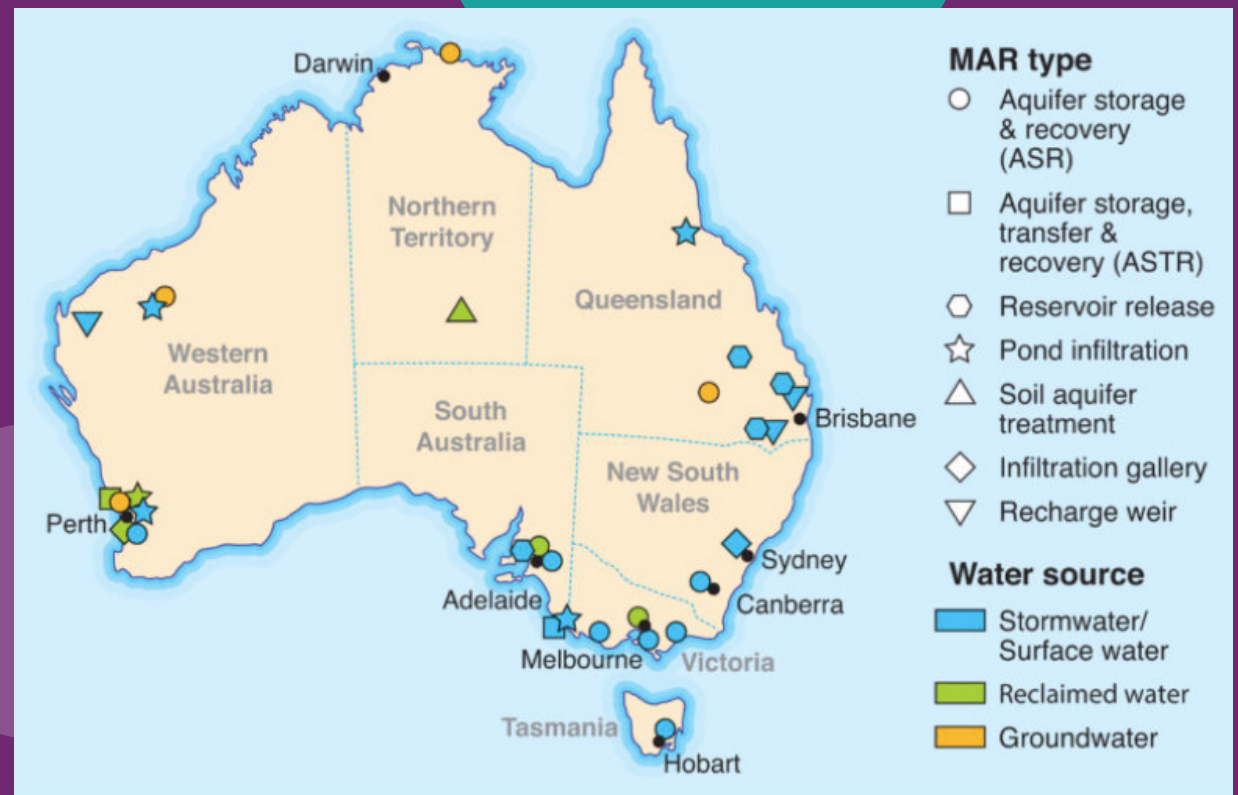 Darwin
Northern
Territory
Queensland
Western
Australia
South
Australia
Brisbane
New South
Wales
Perth
Sydney
Adelaide
Canberra
Melbourne
Victoria
Tasmania
Hobart
MAR type
Aquifer storage
& recovery
(ASR)
Aquifer storage,
transfer &
recovery (ASTR)
Reservoir release
Pond infiltration
Soil aquifer
treatment
Infiltration gallery
Recharge weir
Water source
Stormwater/
Surface water
Reclaimed water
Groundwater